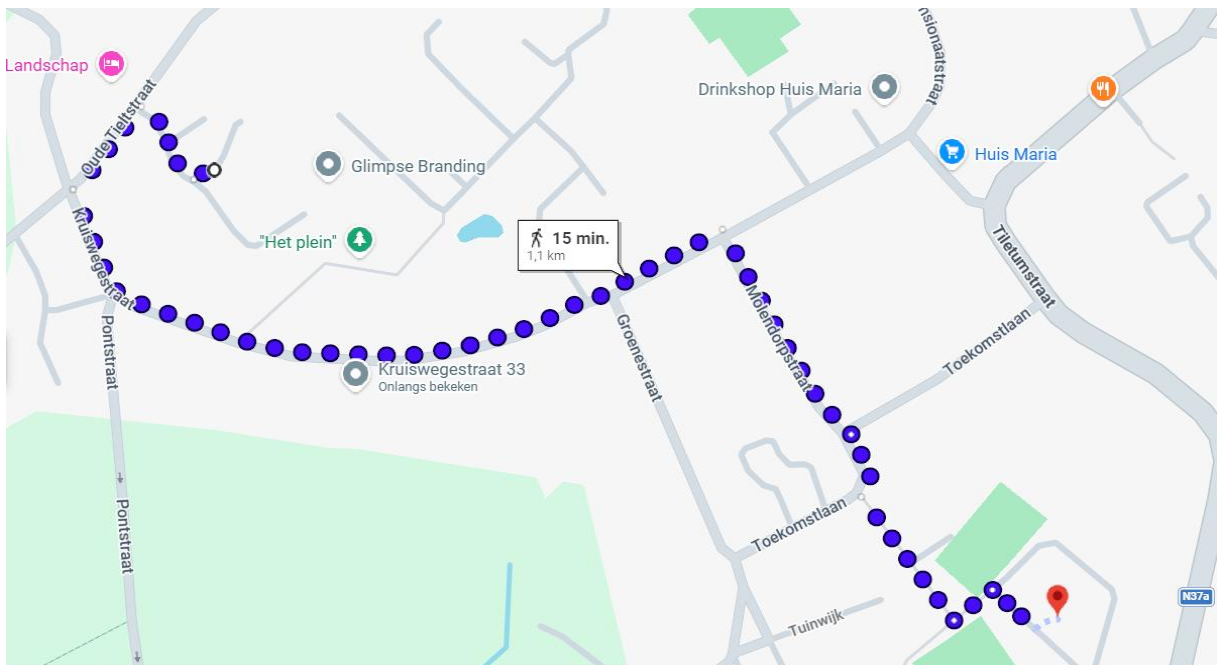 Landschap
Oude Tieltstraat
Glimpse Branding
"Het plein"
Kruiswegestraat
Pontstraat
Pontstraat
15 min.
1,1 km
Kruiswegestraat 33
Onlangs bekeken
Groenestraat
Molendorpstraat
Drinkshop Huis Maria
nsionaatstraat
Huis Maria
Tiletumstraat
Toekomstlaan
Toekomstlaan
Tuinwijk
N37a